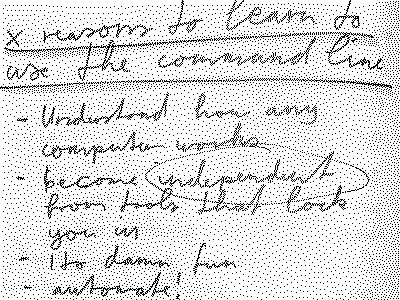 x reasons to learn to
use the command line
- Understand how any
computer works
- become independent
from tools that lock
you in
- Its damn fun
- automate!